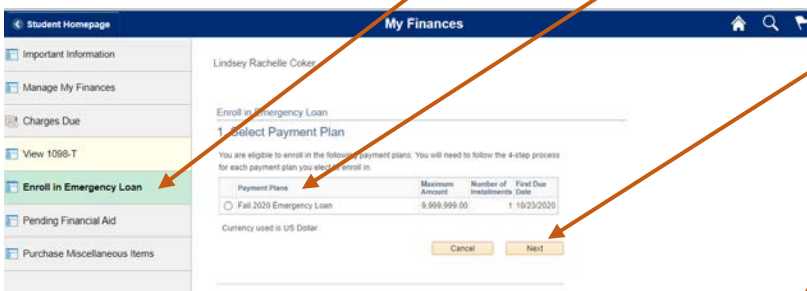 Student Homepage
My Finances
Important Information
Manage My Finances
Charges Due
View 1098-T
Enroll in Emergency Loan
Pending Financial Aid
Purchase Miscellaneous Items
Lindsey Rachelle Coker
Enroll in Emergency Loan
1. Select Payment Plan
You are eligible to enroll in the following payment plans. You will need to follow the 4-step process
for each payment plan you elect to enroll in.
Payment Plans Maximum Amount Number of Installments First Due Date
Fall 2020 Emergency Loan 9,999,999.00 1 10/23/2020
Currency used is US Dollar
Cancel Next